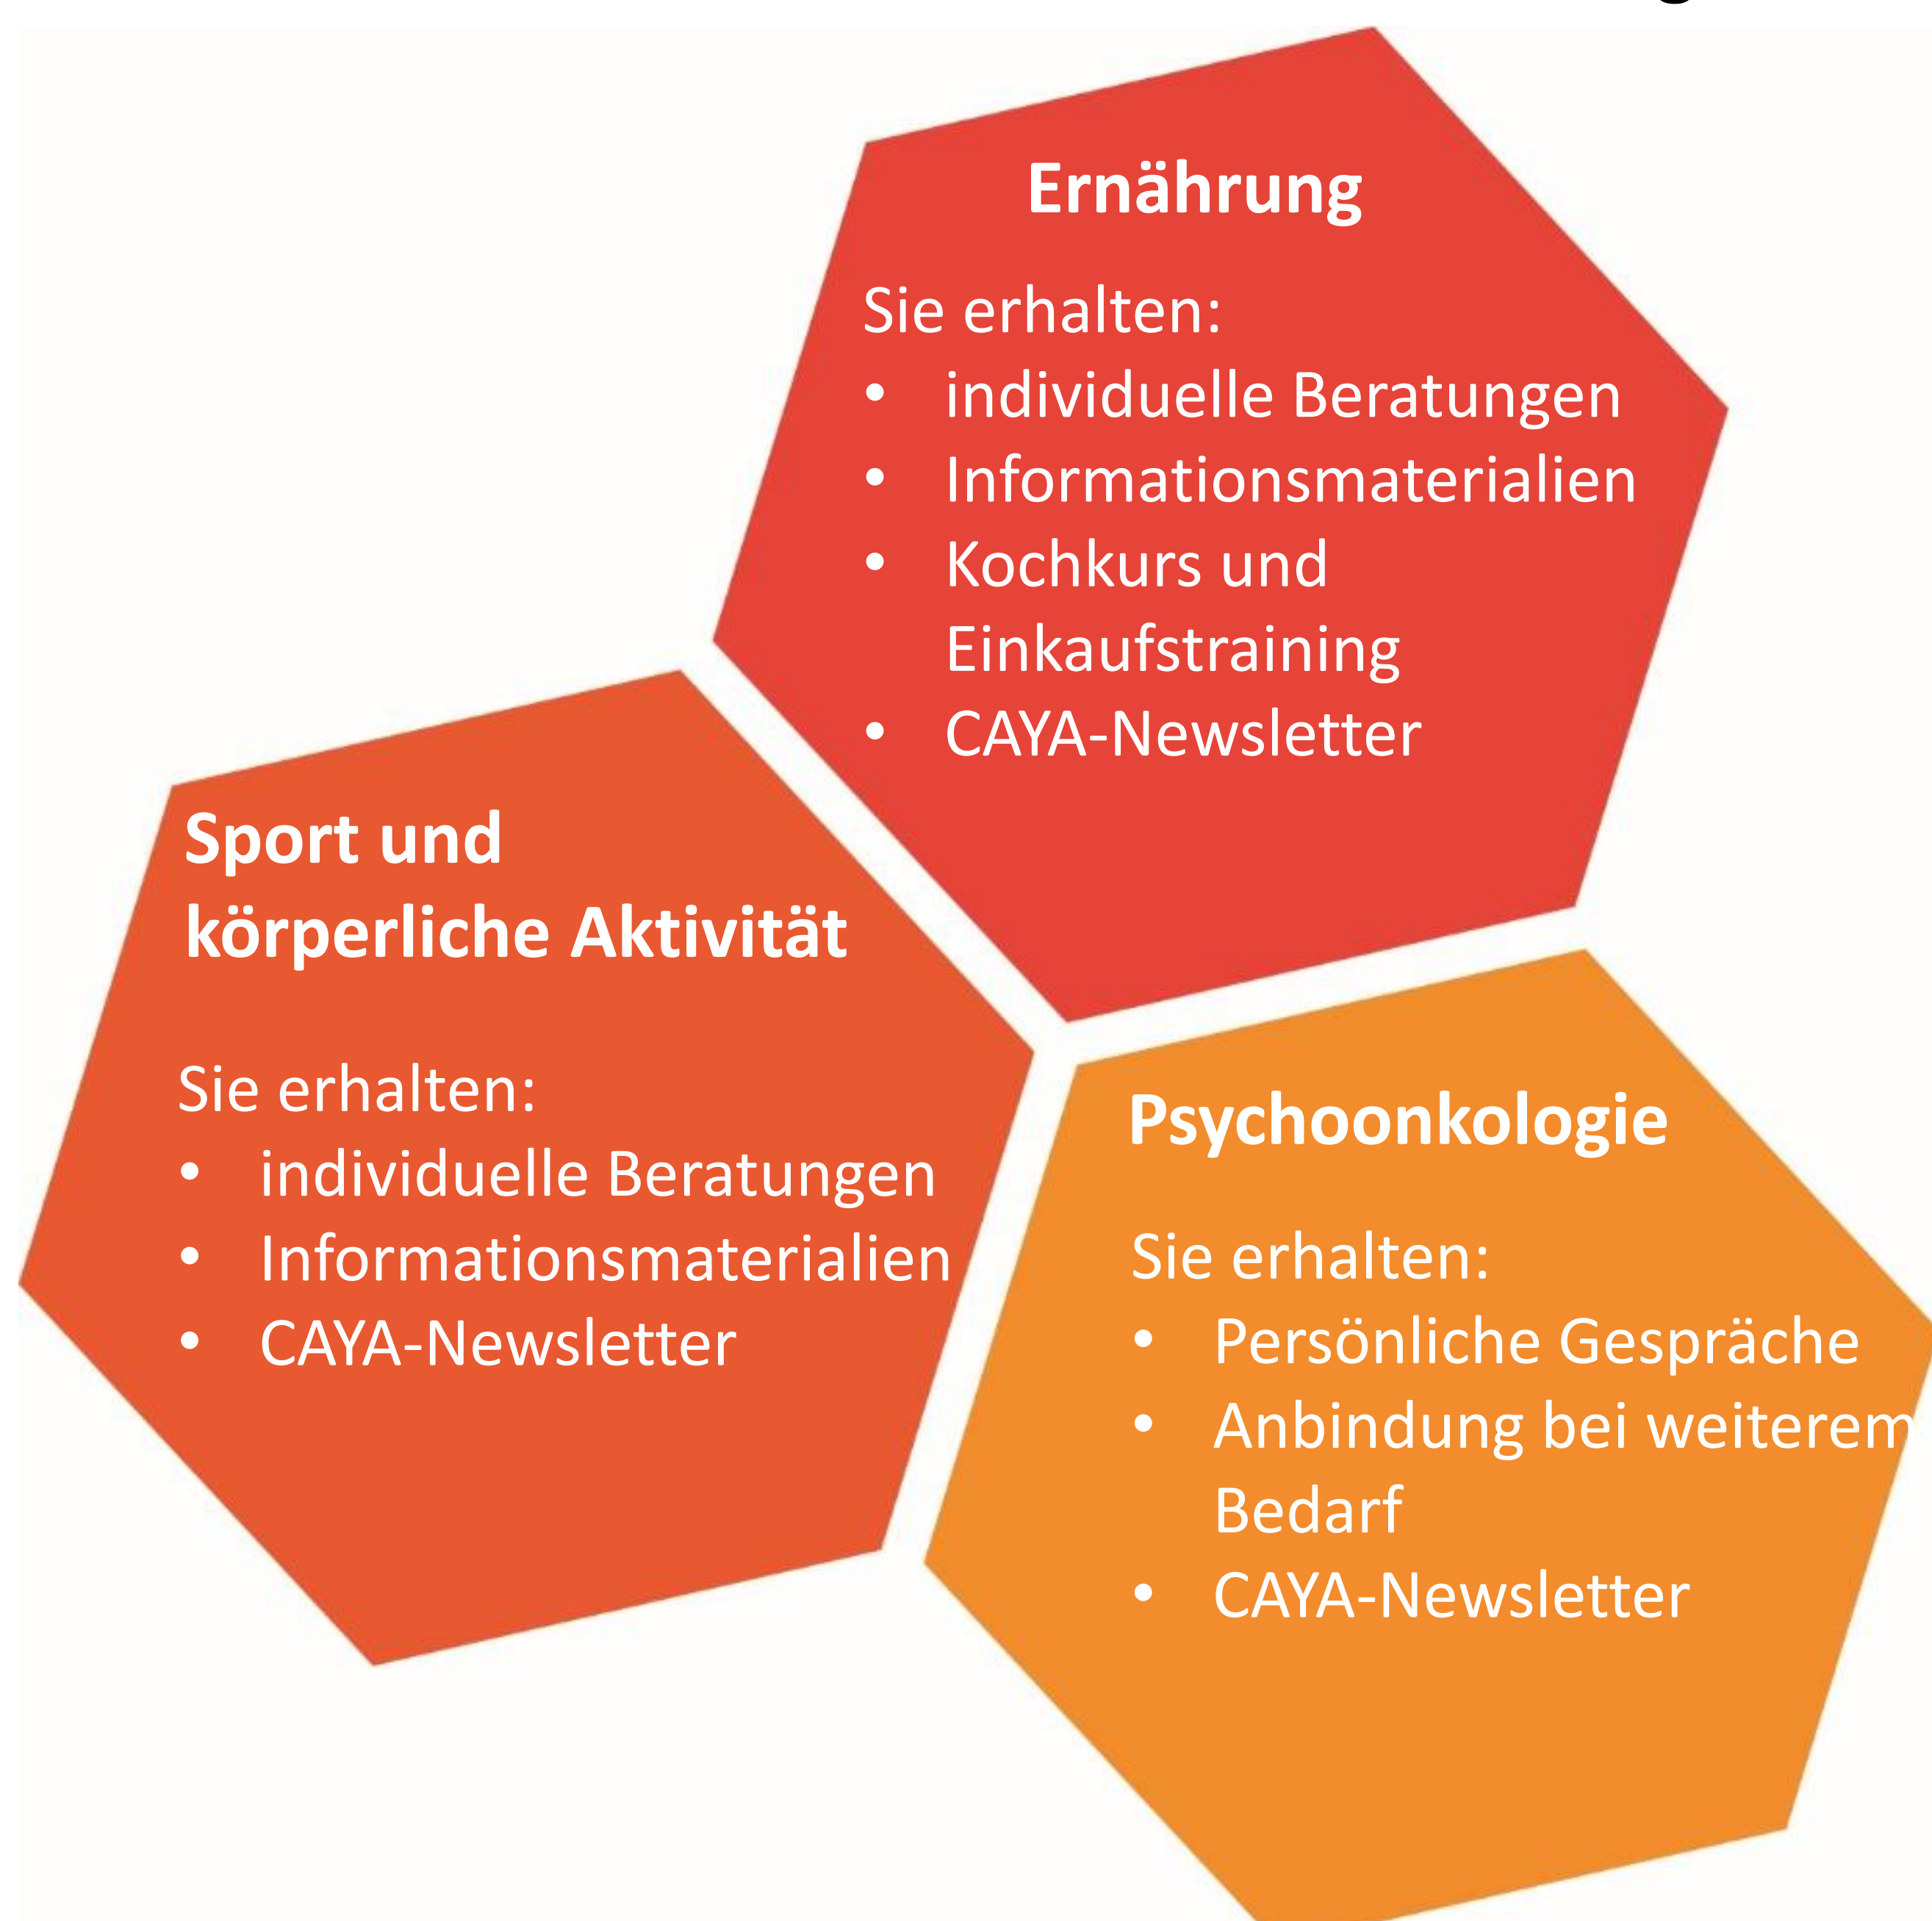 Ernährung
Sie erhalten:
• individuelle Beratungen
• Informationsmaterialien
• Kochkurs und
Einkaufstraining
• CAYA-Newsletter
Sport und
körperliche Aktivität
Sie erhalten:
• individuelle Beratungen
• Informationsmaterialien
• CAYA-Newsletter
Psychoonkologie
Sie erhalten:
• Persönliche Gespräche
• Anbindung bei weiterem
Bedarf
• CAYA-Newsletter